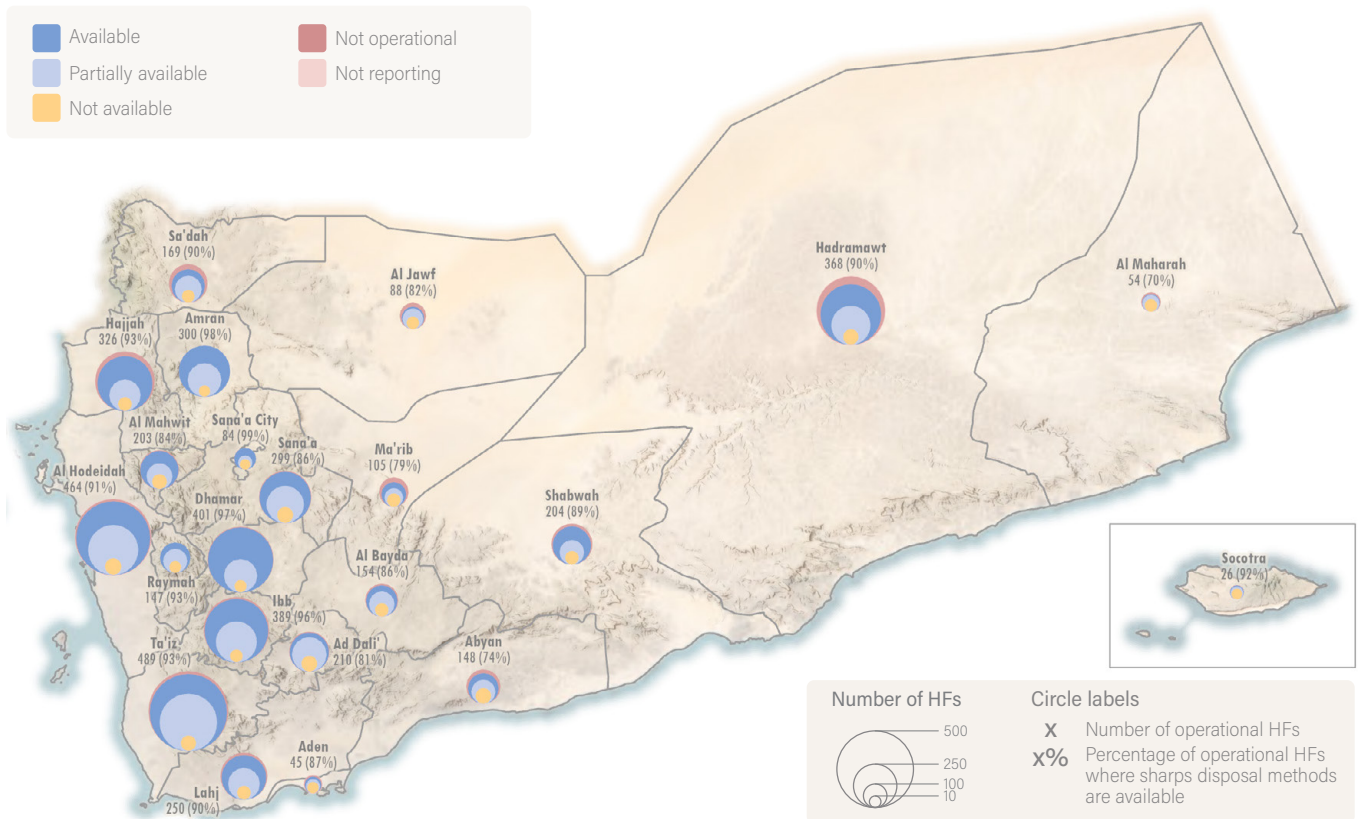 Available
Partially available
Not available
Not operational
Not reporting
Sa'dah
169 (90%)
Al Jawf
88 (82%)
Hadramawt
368 (90%)
Al Maharah
54 (70%)
Hajjah
326 (93%)
Amran
300 (98%)
Al Mahwit
203 (84%)
Sana'a City
84 (99%)
Sana'a
299 (86%)
Ma'rib
105 (79%)
Al Hodeidah
464 (91%)
Dhamar
401 (97%)
Shabwah
204 (89%)
Al Bayda
154 (86%)
Raymah
147 (93%)
Ibb
389 (96%)
Socotra
26 (92%)
Ta'iz
489 (93%)
Ad Dali'
210 (81%)
Abyan
148 (74%)
Aden
45 (87%)
Lahj
250 (90%)
Number of HFs
500
250
100
10
Circle labels
X Number of operational HFs
x% Percentage of operational HFs
where sharps disposal methods
are available